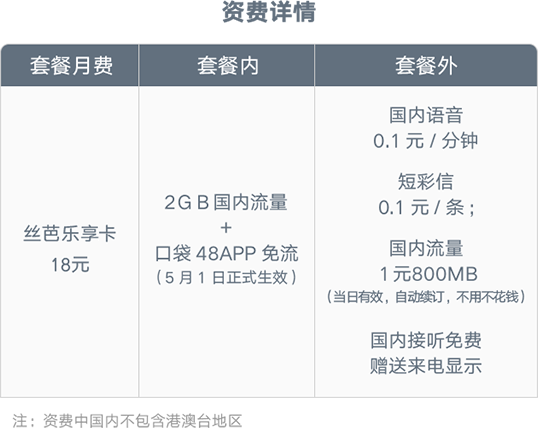 资费详情
套餐月费
套餐内
套餐外
丝芭乐享卡
18元
2GB国内流量
+
口袋48APP免流
(5月1日正式生效)
国内语音
0.1元/分钟
短彩信
0.1元/条;
国内流量
1元800MB
(当日有效，自动续订，不用不花钱)
国内接听免费
赠送来电显示
注：资费中国内不包含港澳台地区